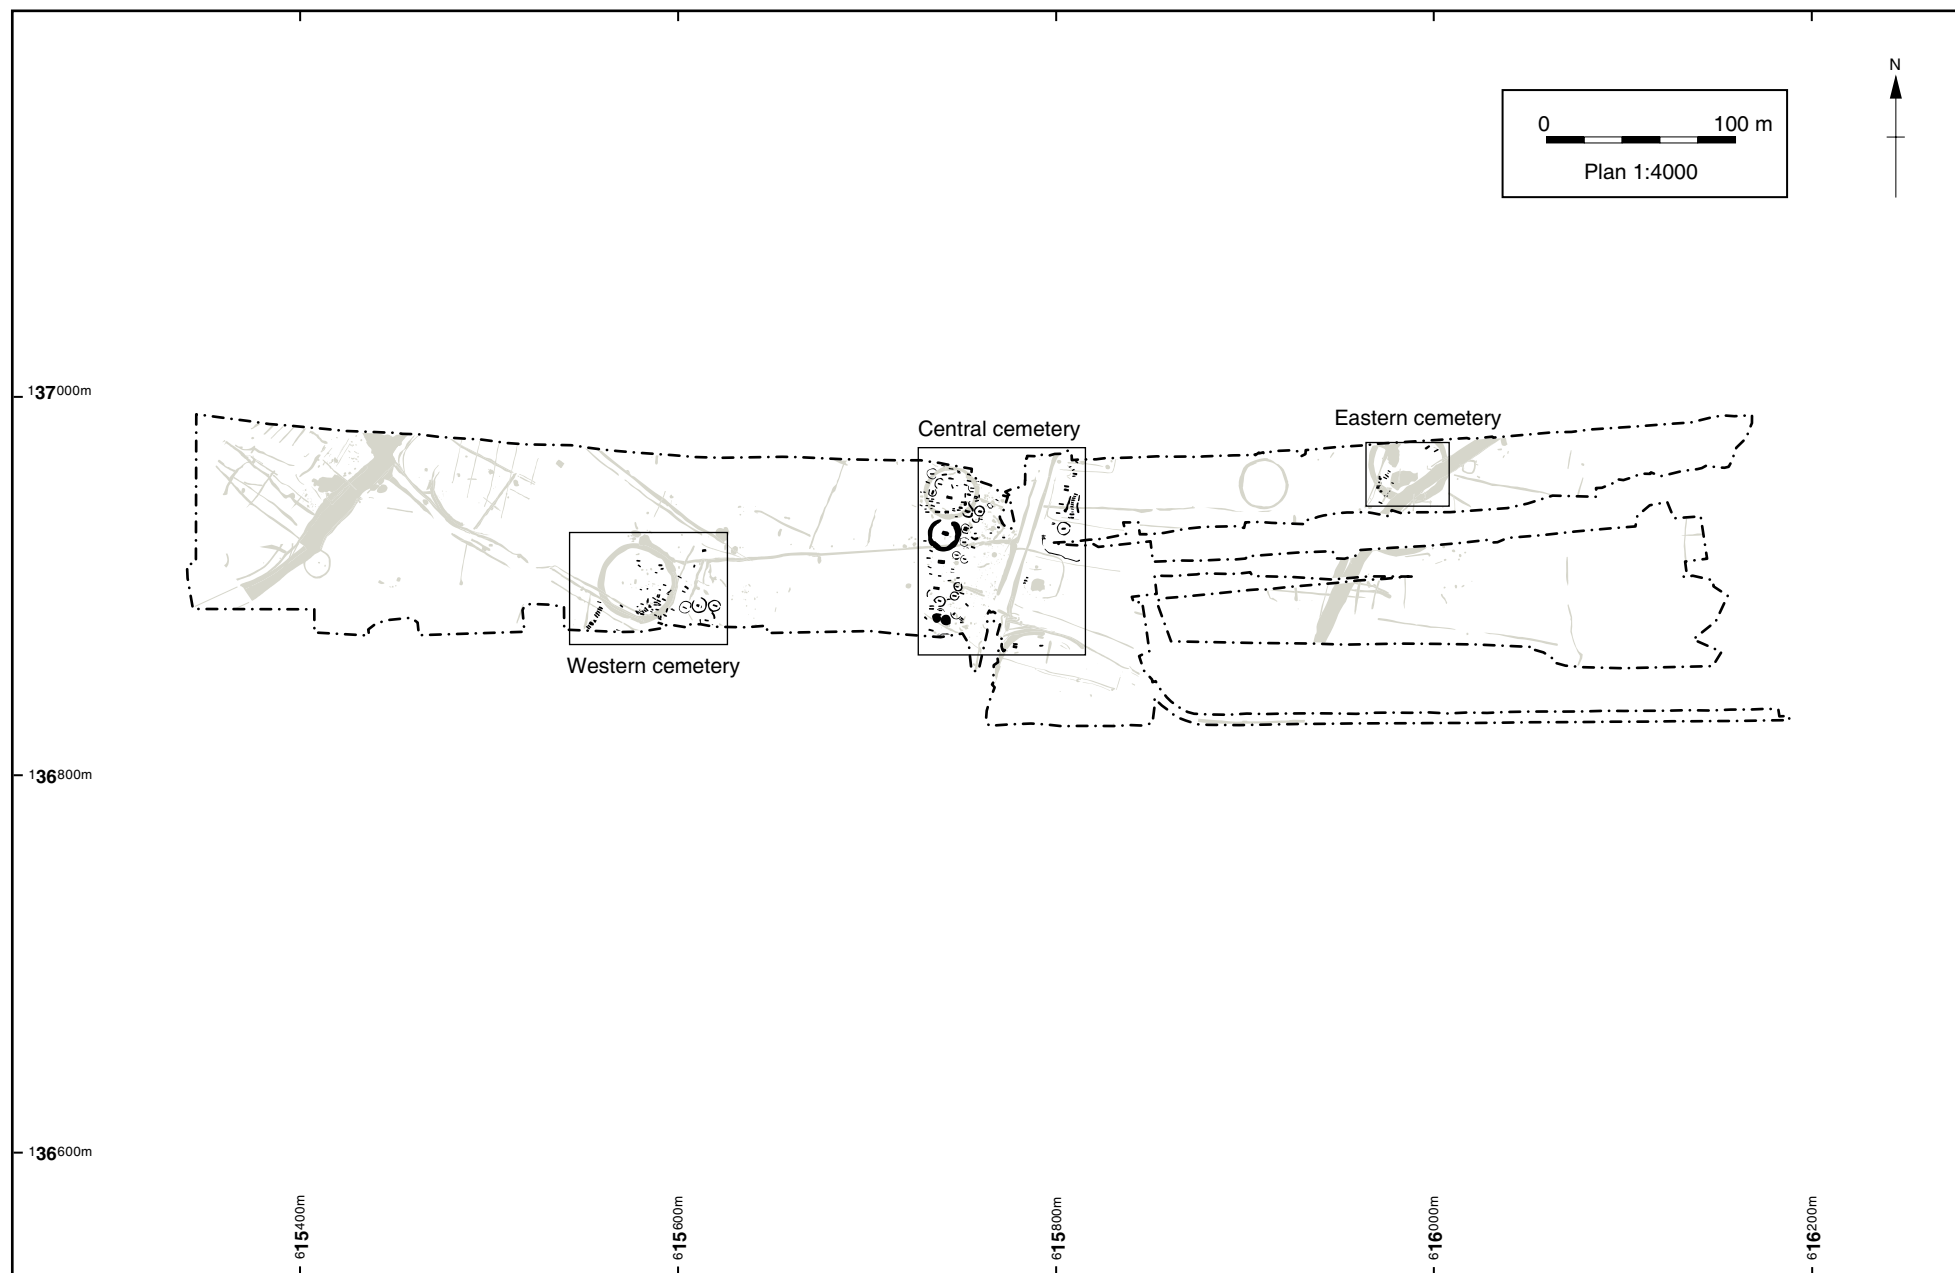 N
0 100 m
Plan 1:4000
137000m
Central cemetery
Eastern cemetery
Western cemetery
136800m
136600m
615400m
615600m
615800m
616000m
616200m